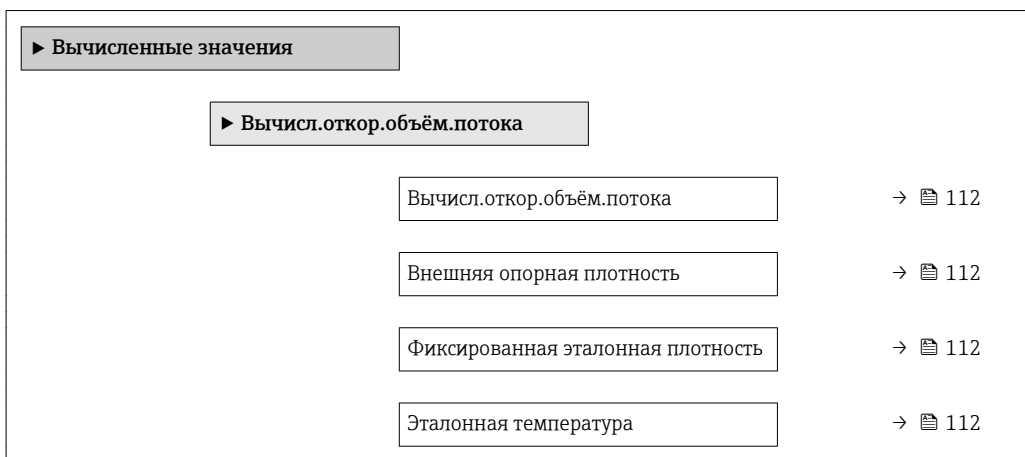 ▶ Вычисленные значения
▶ Вычисл.откор.объём.потока
Вычисл.откор.объём.потока → 112
Внешняя опорная плотность → 112
Фиксированная эталонная плотность → 112
Эталонная температура → 112